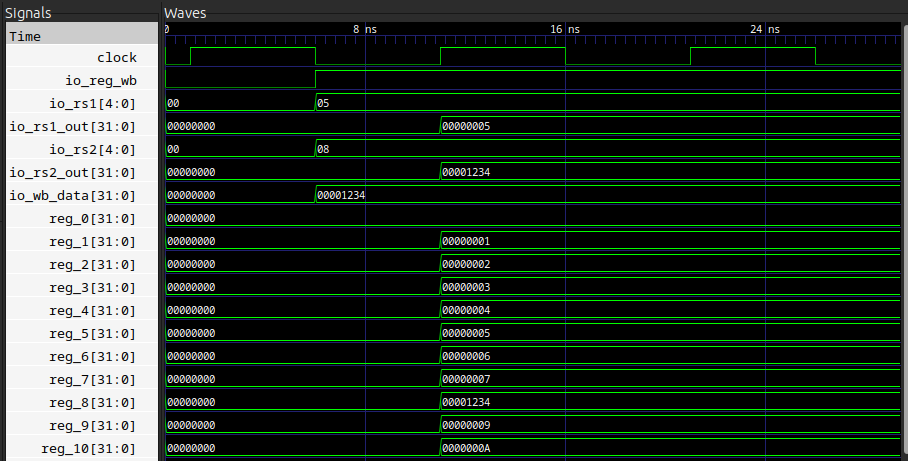 Signals Waves
Time 0 8 ns 16 ns 24 ns
clock
io_reg_wb
io_rs1[4:0] 00 05
io_rs1_out[31:0] 00000000 00000005
io_rs2[4:0] 00 08
io_rs2_out[31:0] 00000000 00001234
io_wb_data[31:0] 00000000 00001234
reg_0[31:0] 00000000
reg_1[31:0] 00000000 00000001
reg_2[31:0] 00000000 00000002
reg_3[31:0] 00000000 00000003
reg_4[31:0] 00000000 00000004
reg_5[31:0] 00000000 00000005
reg_6[31:0] 00000000 00000006
reg_7[31:0] 00000000 00000007
reg_8[31:0] 00000000 00001234
reg_9[31:0] 00000000 00000009
reg_10[31:0] 00000000 0000000A